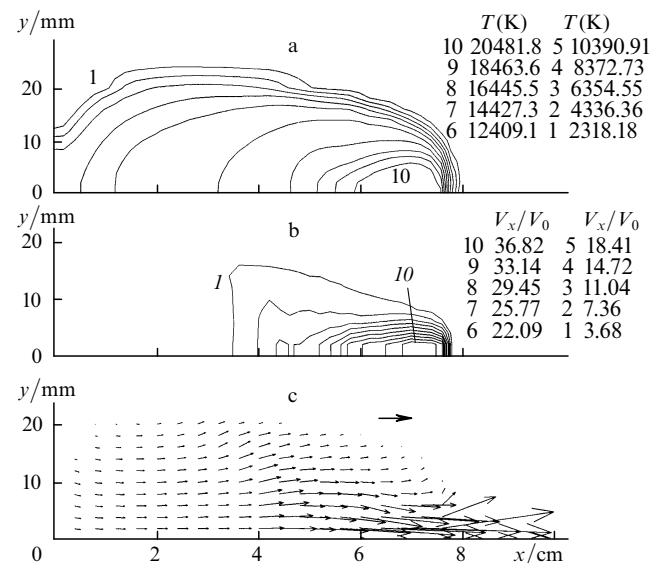 y/mm
a
T(K) T(K)
10 20481.8 5 10390.91
9 18463.6 4 8372.73
8 16445.5 3 6354.55
7 14427.3 2 4336.36
6 12409.1 1 2318.18
1
20
10
0
10
y/mm
b
V_x/V_0 V_x/V_0
10 36.82 5 18.41
9 33.14 4 14.72
8 29.45 3 11.04
7 25.77 2 7.36
6 22.09 1 3.68
20
1
10
10
0
y/mm
c
20
10
0 2 4 6 8 x/cm